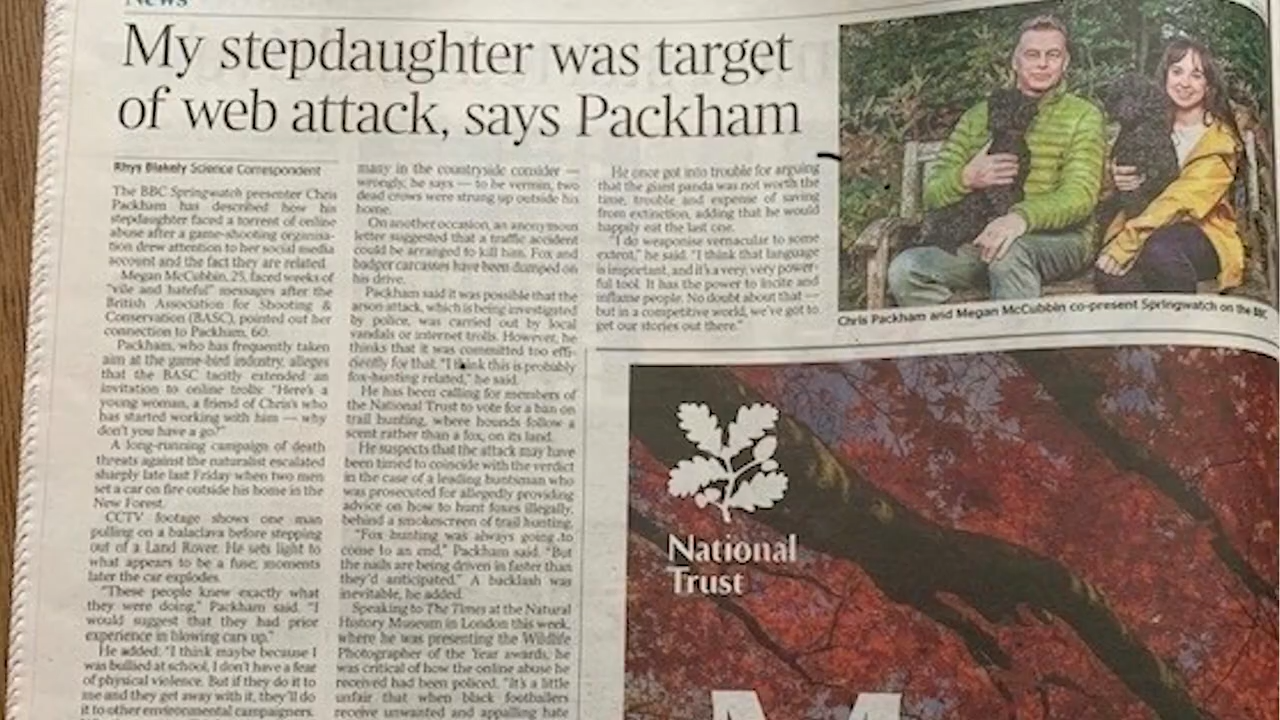 News
My stepdaughter was target
of web attack, says Packham
Rhys Blakely Science Correspondent
The BBC Springwatch presenter Chris
Packham has described how his
stepdaughter faced a torrent of online
abuse after a game-shooting organisa-
tion drew attention to her social media
account and the fact they are related.
Megan McCubbin, 25, faced weeks of
"vile and hateful" messages after the
British Association for Shooting &
Conservation (BASC), pointed out her
connection to Packham, 60.
Packham, who has frequently taken
aim at the game-bird industry, alleges
that the BASC tacitly extended an
invitation to online trolls: "Here's a
young woman, a friend of Chris's who
has started working with him — why
don't you have a go?"
A long-running campaign of death
threats against the naturalist escalated
sharply late last Friday when two men
set a car on fire outside his home in the
New Forest.
CCTV footage shows one man
pulling on a balaclava before stepping
out of a Land Rover. He sets light to
what appears to be a fuse; moments
later the car explodes.
"These people knew exactly what
they were doing," Packham said. "I
would suggest that they had prior
experience in blowing cars up."
He added: "I think maybe because I
was bullied at school, I don't have a fear
of physical violence. But if they do it to
me and they get away with it, they'll do
it to other environmental campaigners.
many in the countryside consider —
wrongly, he says — to be vermin, two
dead crows were strung up outside his
home.
On another occasion, an anonymous
letter suggested that a traffic accident
could be arranged to kill him. Fox and
badger carcasses have been dumped on
his drive.
Packham said it was possible that the
arson attack, which is being investigated
by police, was carried out by local
vandals or internet trolls. However, he
thinks that it was committed too effi-
ciently for that. "I think this is probably
fox-hunting related," he said.
He has been calling for members of
the National Trust to vote for a ban on
trail hunting, where hounds follow a
scent rather than a fox, on its land.
He suspects that the attack may have
been timed to coincide with the verdict
in the case of a leading huntsman who
was prosecuted for allegedly providing
advice on how to hunt foxes illegally,
behind a smokescreen of trail hunting.
"Fox hunting was always going to
come to an end," Packham said. "But
the nails are being driven in faster than
they'd anticipated." A backlash was
inevitable, he added.
Speaking to The Times at the Natural
History Museum in London this week,
where he was presenting the Wildlife
Photographer of the Year awards, he
was critical of how the online abuse he
received had been policed. "It's a little
unfair that when black footballers
receive unwanted and appalling hate
He once got into trouble for arguing
that the giant panda was not worth the
time, trouble and expense of saving
from extinction, adding that he would
happily eat the last one.
"I do weaponise vernacular to some
extent," he said. "I think that language
is important, and it's a very, very power-
ful tool. It has the power to incite and
inflame people. No doubt about that —
but in a competitive world, we've got to
get our stories out there."
Chris Packham and Megan McCubbin co-present Springwatch on the BBC
National
Trust